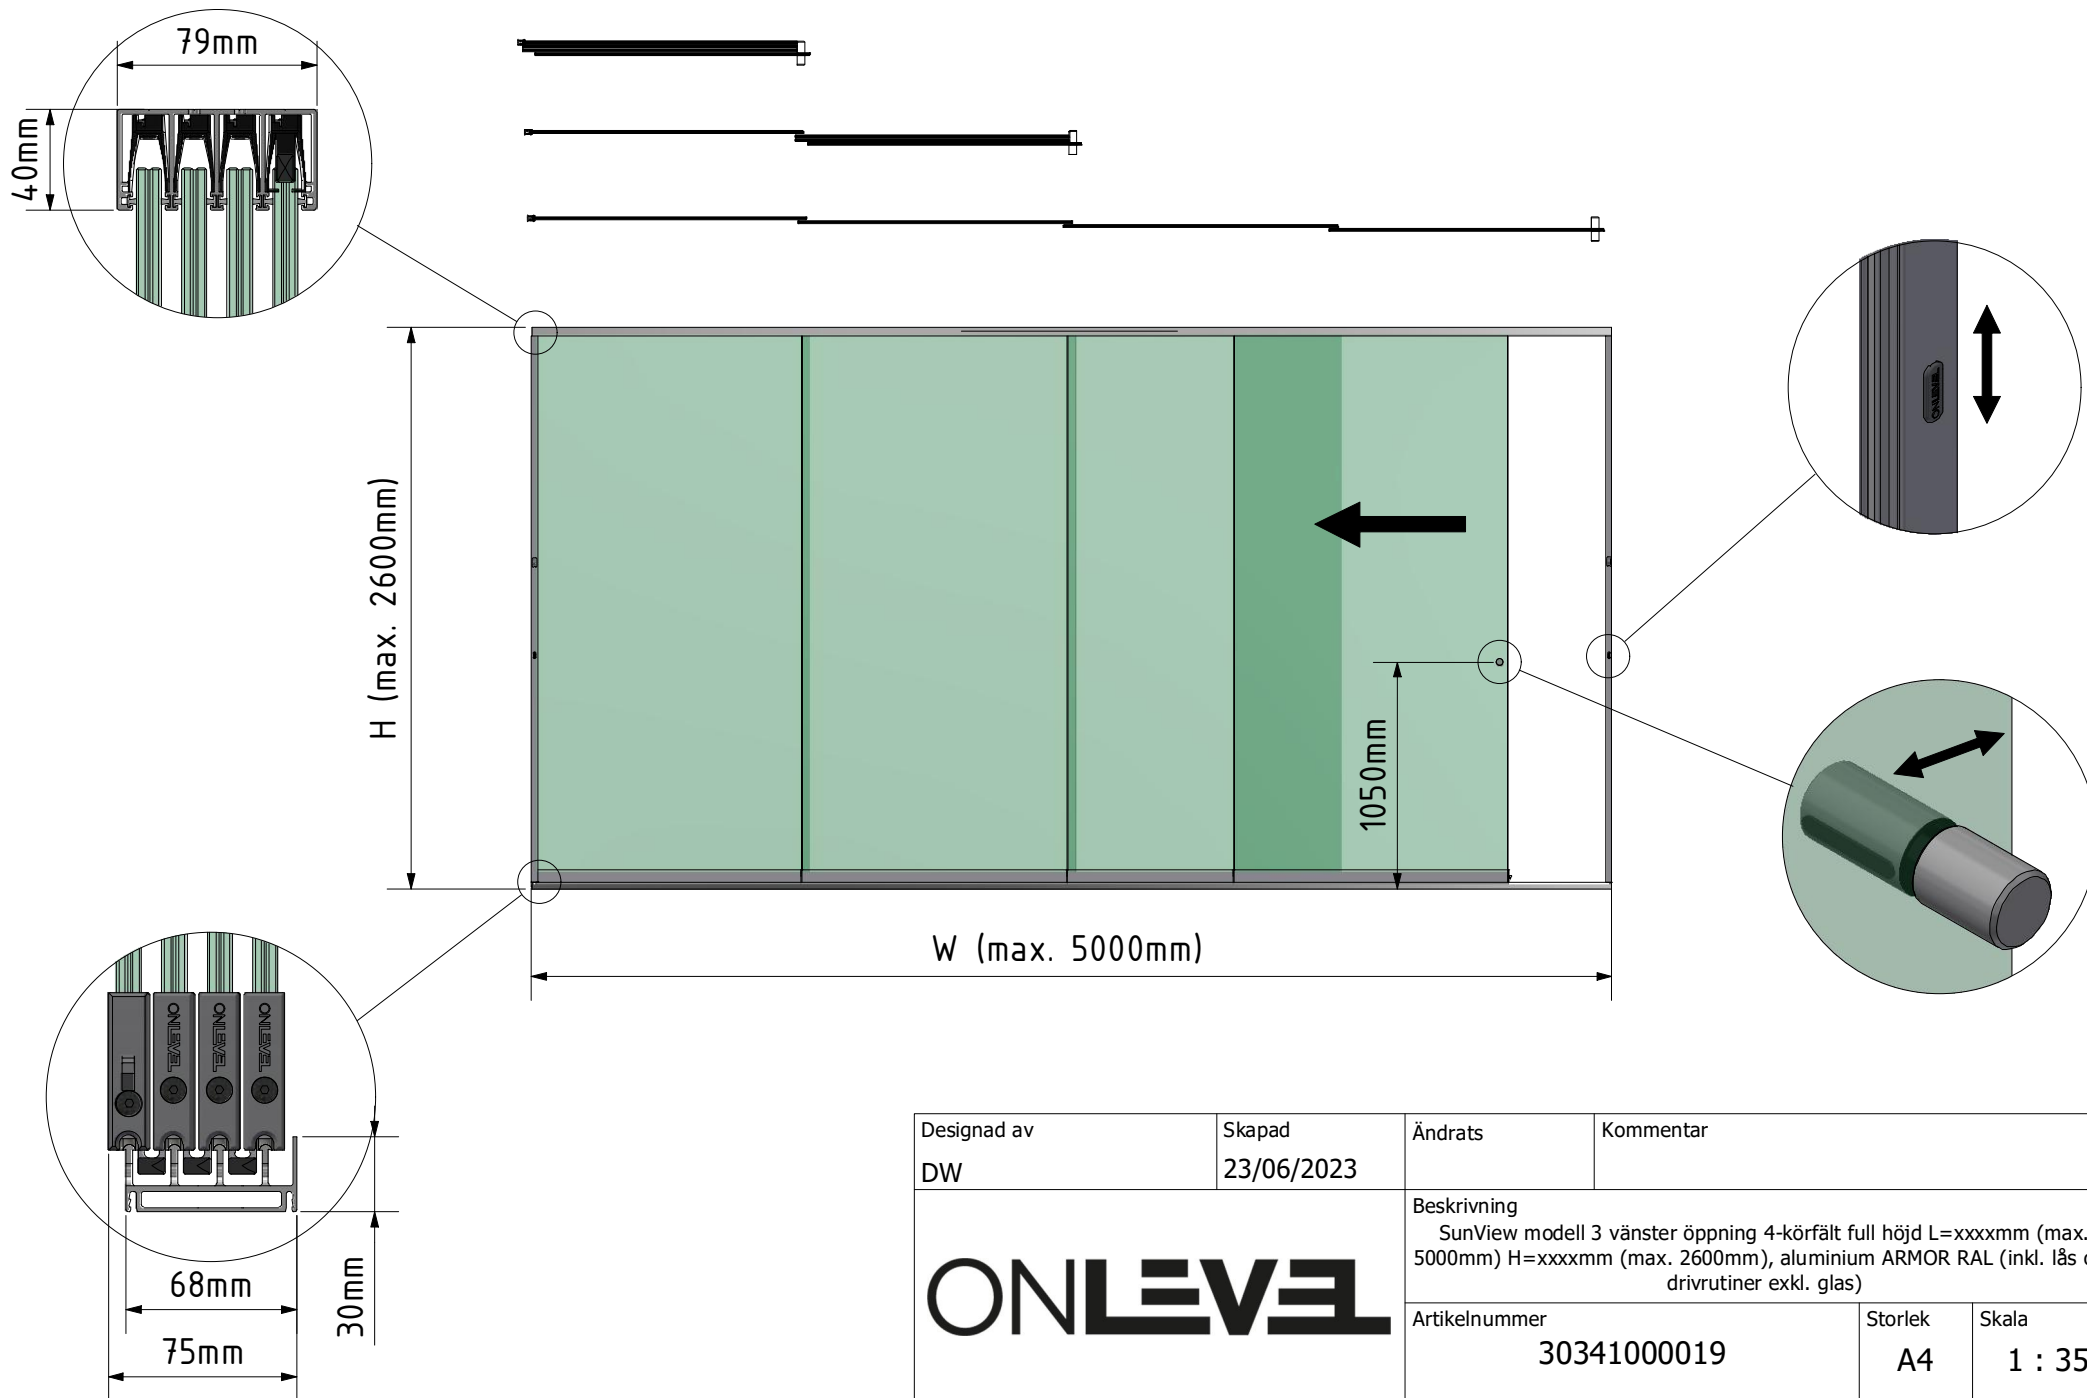 79mm
40mm
ONLEVEL
H (max. 2600mm)
1050mm
W (max. 5000mm)
ONLEVEL
ONLEVEL
ONLEVEL
68mm
75mm
30mm
Designad av
DW
Skapad
23/06/2023
Ändrats
Kommentar
ONLEVEL
Beskrivning
SunView modell 3 vänster öppning 4-körfält full höjd L=xxxxmm (max.
5000mm) H=xxxxmm (max. 2600mm), aluminium ARMOR RAL (inkl. lås
drivrutiner exkl. glas)
Artikelnummer
30341000019
Storlek
A4
Skala
1 : 35